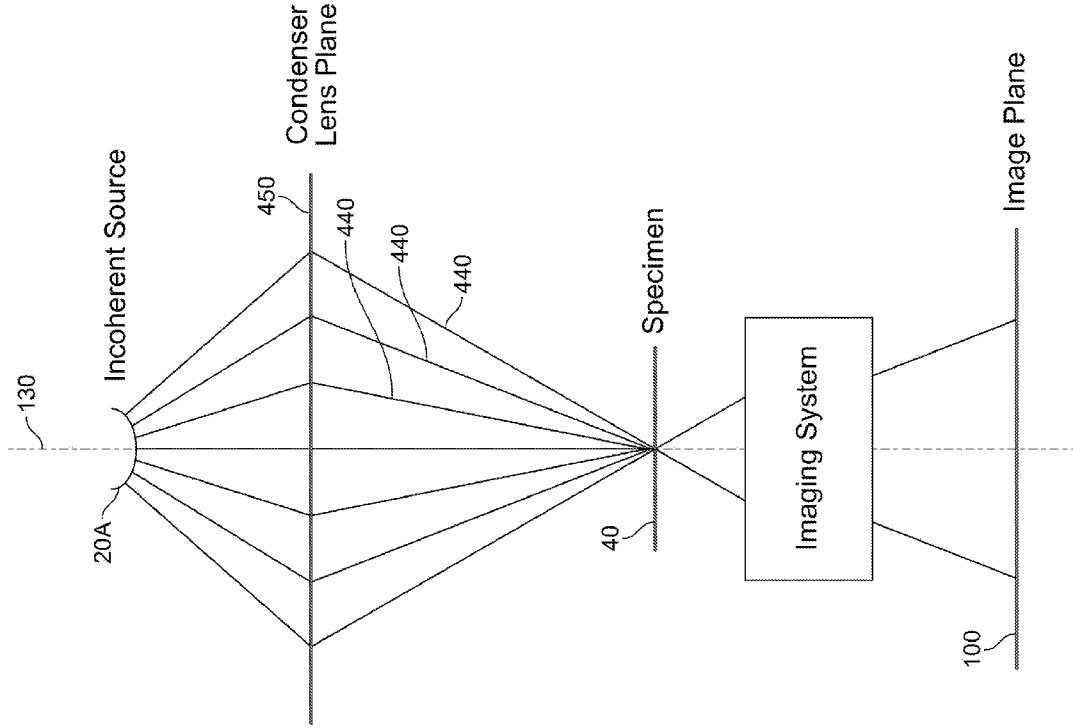 130
Incoherent Source
20A
Condenser
Lens Plane
450
440
440
440
Specimen
40
Imaging System
Image Plane
100